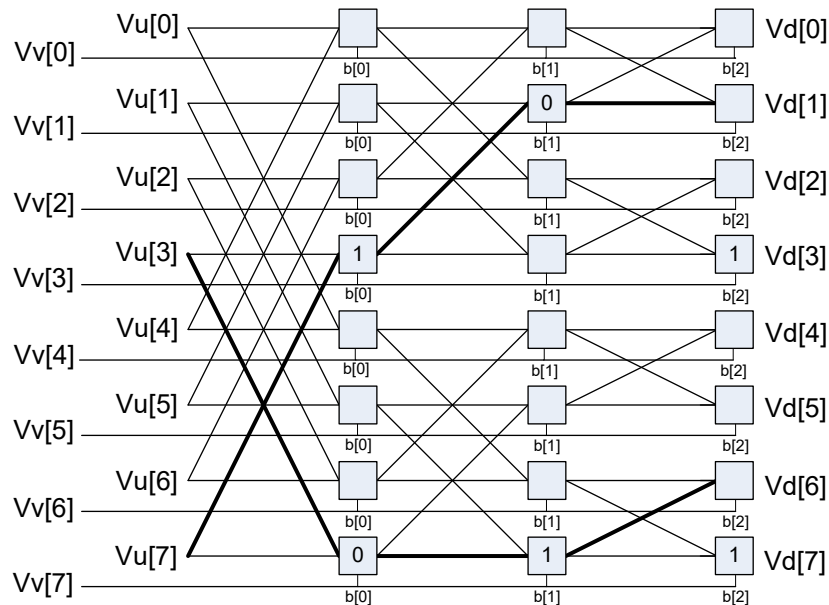 Vu[0] Vd[0]
Vv[0] b[0] b[1] b[2]
Vu[1] 0 Vd[1]
Vv[1] b[0] b[1] b[2]
Vu[2] Vd[2]
Vv[2] b[0] b[1] b[2]
Vu[3] 1 1 Vd[3]
Vv[3] b[0] b[1] b[2]
Vu[4] Vd[4]
Vv[4] b[0] b[1] b[2]
Vu[5] Vd[5]
Vv[5] b[0] b[1] b[2]
Vu[6] Vd[6]
Vv[6] b[0] b[1] b[2]
Vu[7] 0 1 1 Vd[7]
Vv[7] b[0] b[1] b[2]